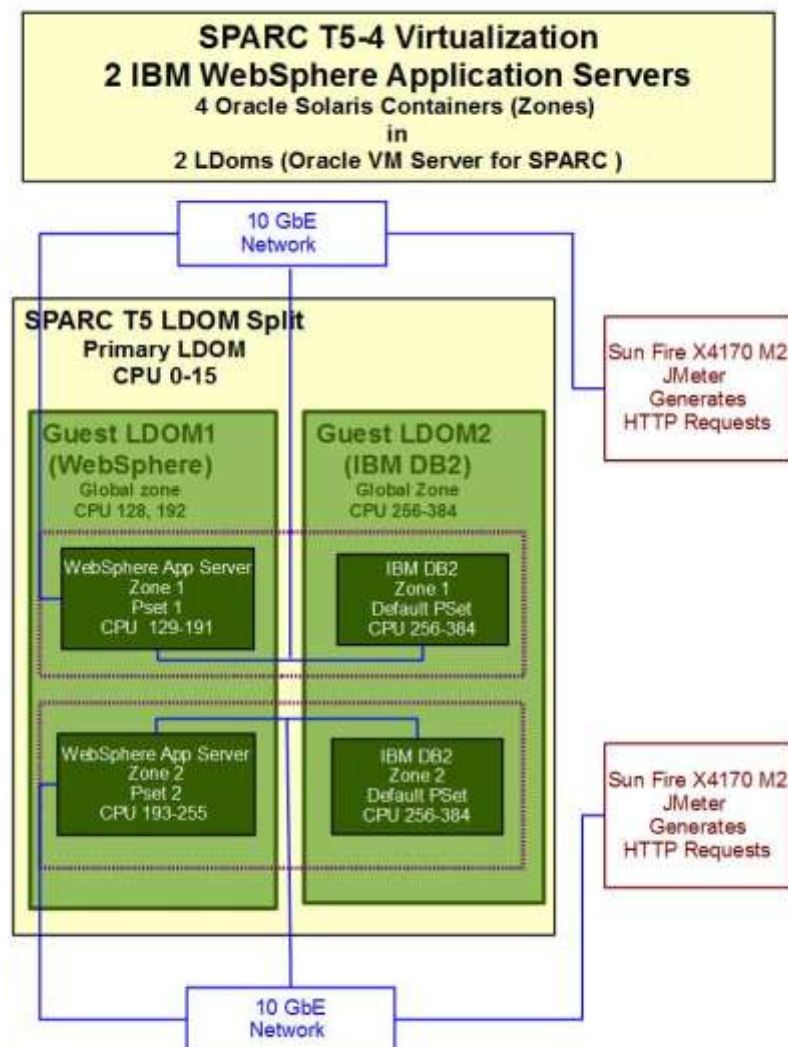 SPARC T5-4 Virtualization
2 IBM WebSphere Application Servers
4 Oracle Solaris Containers (Zones)
in
2 LDoms (Oracle VM Server for SPARC )
10 GbE
Network
SPARC T5 LDOM Split
Primary LDOM
CPU 0-15
Sun Fire X4170 M2
JMeter
Generates
HTTP Requests
Guest LDOM1
(WebSphere)
Global zone
CPU 128, 192
Guest LDOM2
(IBM DB2)
Global Zone
CPU 256-384
WebSphere App Server
Zone 1
Pset 1
CPU 129-191
IBM DB2
Zone 1
Default PSet
CPU 256-384
WebSphere App Server
Zone 2
Pset 2
CPU 193-255
IBM DB2
Zone 2
Default PSet
CPU 256-384
Sun Fire X4170 M2
JMeter
Generates
HTTP Requests
10 GbE
Network